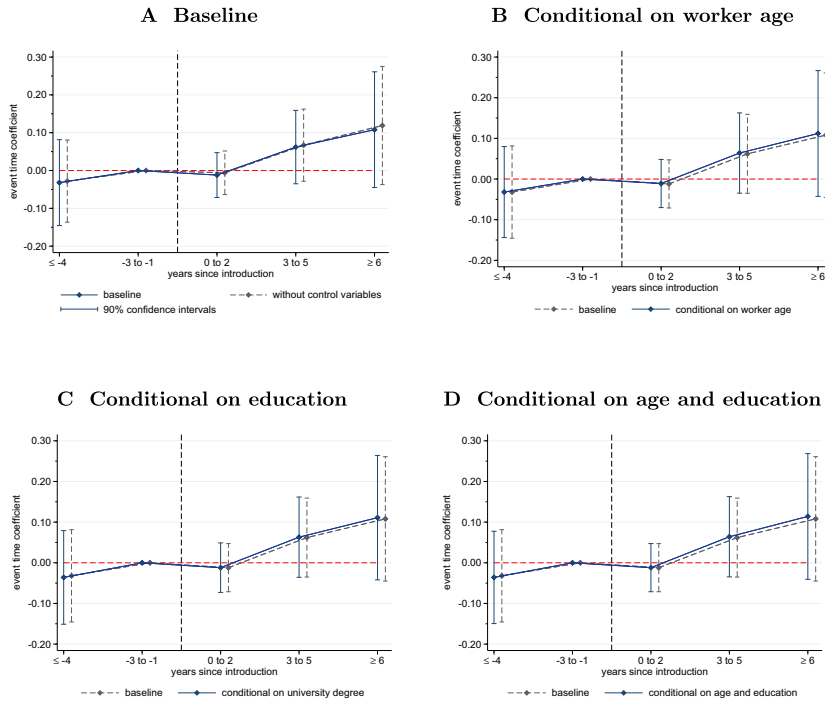 A Baseline
event time coefficient
0.30
0.20
0.10
0.00
-0.10
-0.20
≤ -4 -3 to -1 0 to 2 3 to 5 ≥ 6
years since introduction
baseline without control variables
90% confidence intervals
B Conditional on worker age
event time coefficient
0.30
0.20
0.10
0.00
-0.10
-0.20
≤ -4 -3 to -1 0 to 2 3 to 5 ≥ 6
years since introduction
baseline conditional on worker age
C Conditional on education
event time coefficient
0.30
0.20
0.10
0.00
-0.10
-0.20
≤ -4 -3 to -1 0 to 2 3 to 5 ≥ 6
years since introduction
baseline conditional on university degree
D Conditional on age and education
event time coefficient
0.30
0.20
0.10
0.00
-0.10
-0.20
≤ -4 -3 to -1 0 to 2 3 to 5 ≥ 6
years since introduction
baseline conditional on age and education